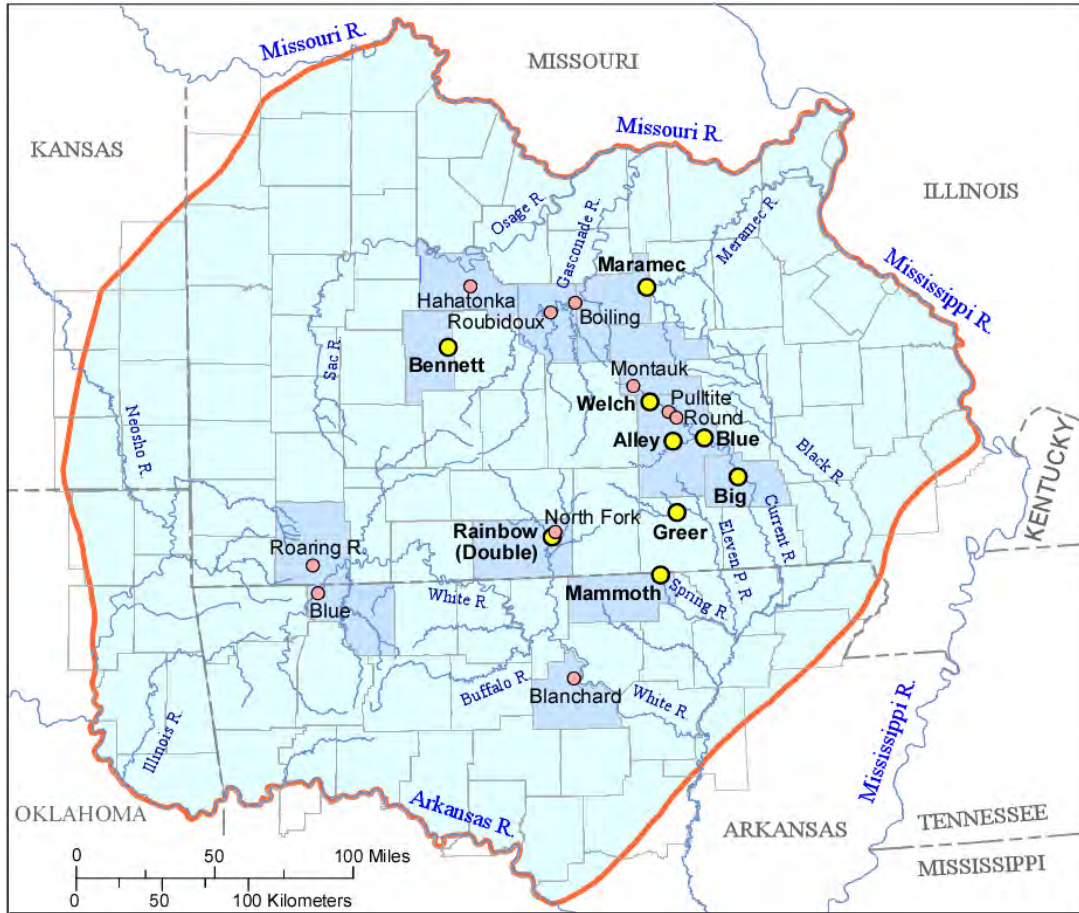 Missouri R.
MISSOURI
Missouri R.
KANSAS
ILLINOIS
Osage R.
Gasconade R.
Meramec R.
Maramec
Mississippi R.
Hahatonka
Roubidoux
Boiling
Sac R.
Bennett
Montauk
Welch
Pulltite
Round
Neosho R.
Alley
Blue
Black R.
KENTUCKY
Big
Current R.
North Fork
Rainbow
(Double)
Greer
Eleven P. R.
Roaring R.
Mammoth
Spring R.
White R.
Blue
Buffalo R.
Blanchard
White R.
Mississippi R.
Illinois R.
OKLAHOMA
Arkansas R.
ARKANSAS
TENNESSEE
MISSISSIPPI
0 50 100 Miles
0 50 100 Kilometers